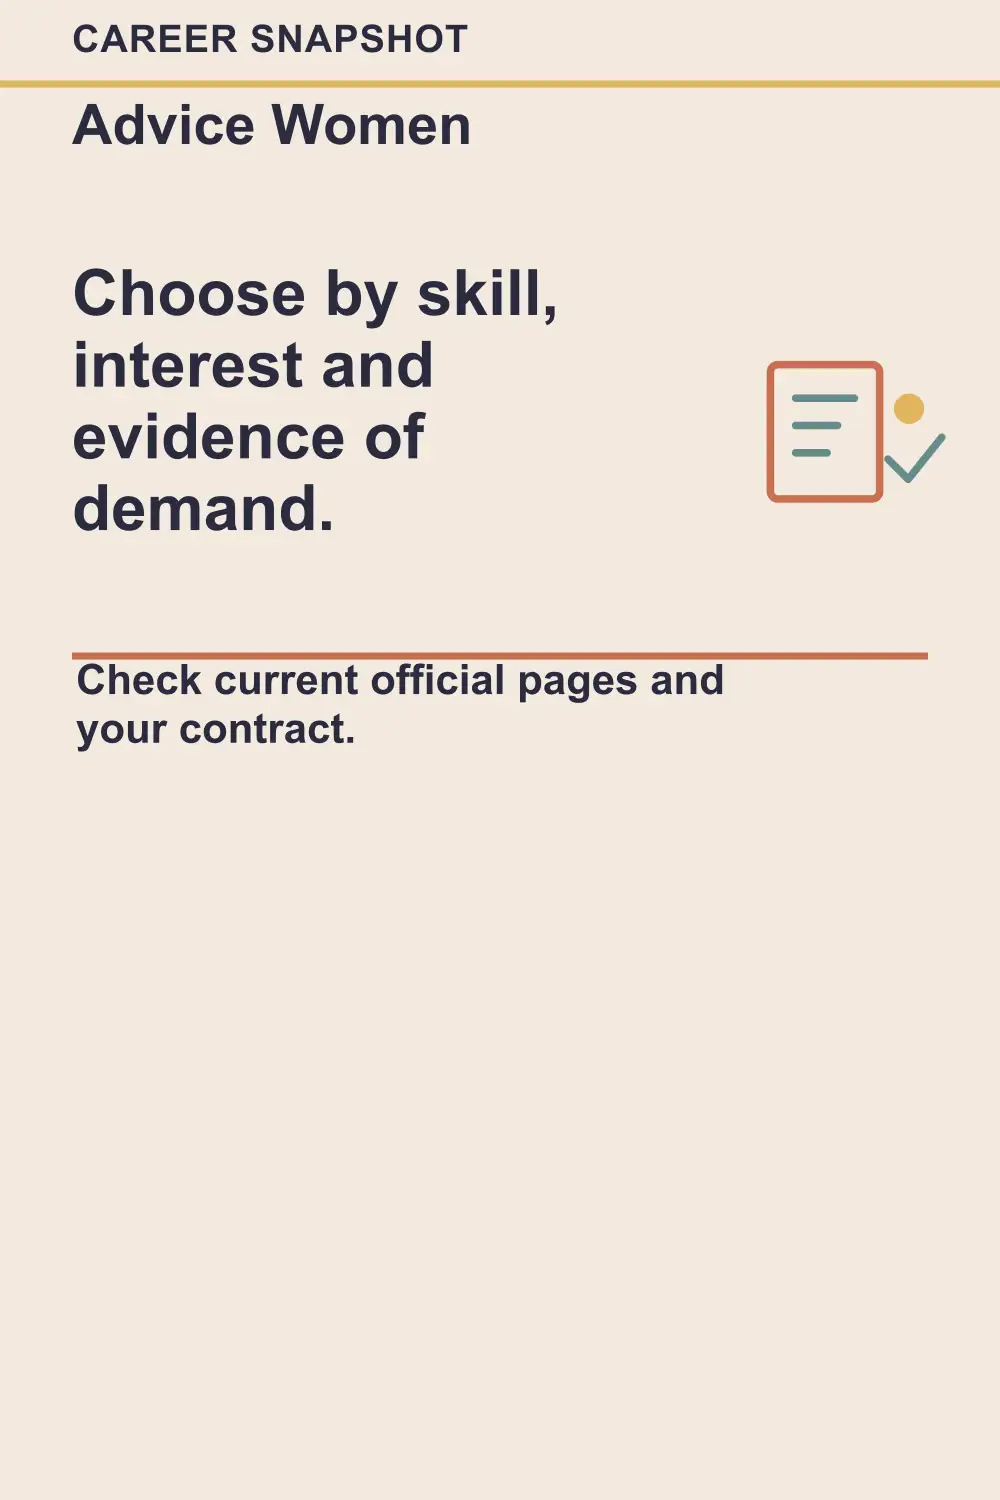 CAREER SNAPSHOT
Advice Women
Choose by skill,
interest and
evidence of
demand.
Check current official pages and
your contract.